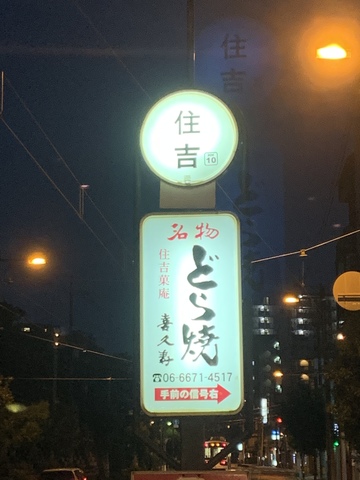 住
吉
10
名物
どら焼
住吉菓庵
喜久寿
☎06-6671-4517
手前の信号右